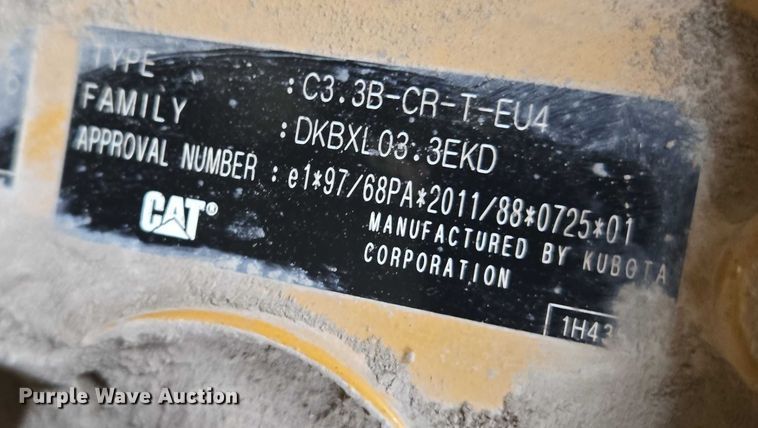 TYPE :C3.3B-CR-T-EU4
FAMILY :DKBXL03.3EKD
APPROVAL NUMBER :e1*97/68PA*2011/88*0725*01
CAT®
MANUFACTURED BY KUBOTA
CORPORATION
Purple Wave Auction